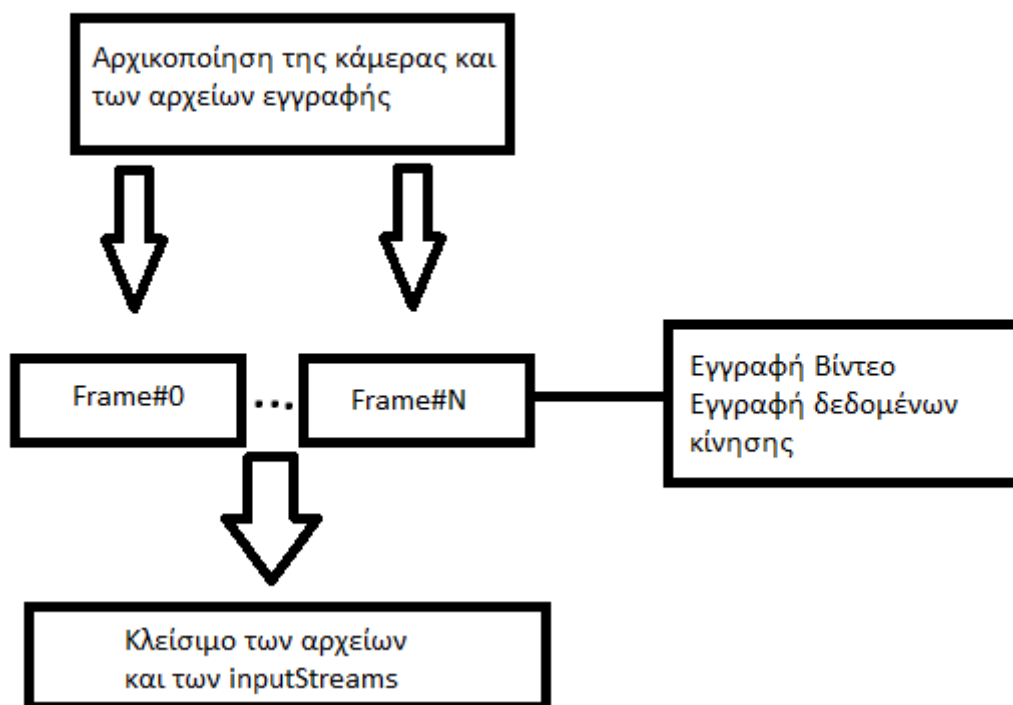 Αρχικοποίηση της κάμερας και
των αρχείων εγγραφής
Frame#0
...
Frame#N
Εγγραφή Βίντεο
Εγγραφή δεδομένων
κίνησης
Κλείσιμο των αρχείων
και των inputStreams